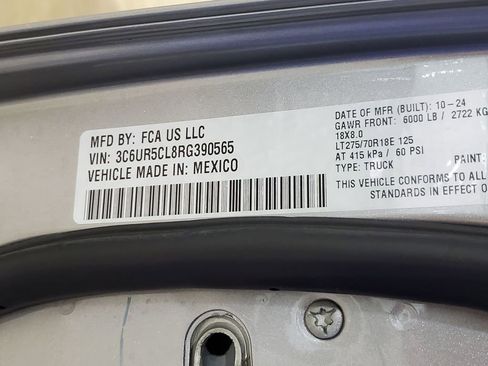 MFD BY: FCA US LLC
VIN: 3C6UR5CL8RG390565
VEHICLE MADE IN: MEXICO
DATE OF MFR (BUILT): 10-24
GAWR FRONT: 6000 LB / 2722 KG
18X8.0
LT275/70R18E 125
AT 415 kPa / 60 PSI
TYPE: TRUCK
PAINT:
THIS VEHICLE CONFORMS TO ALL
STANDARDS IN EFFECT O